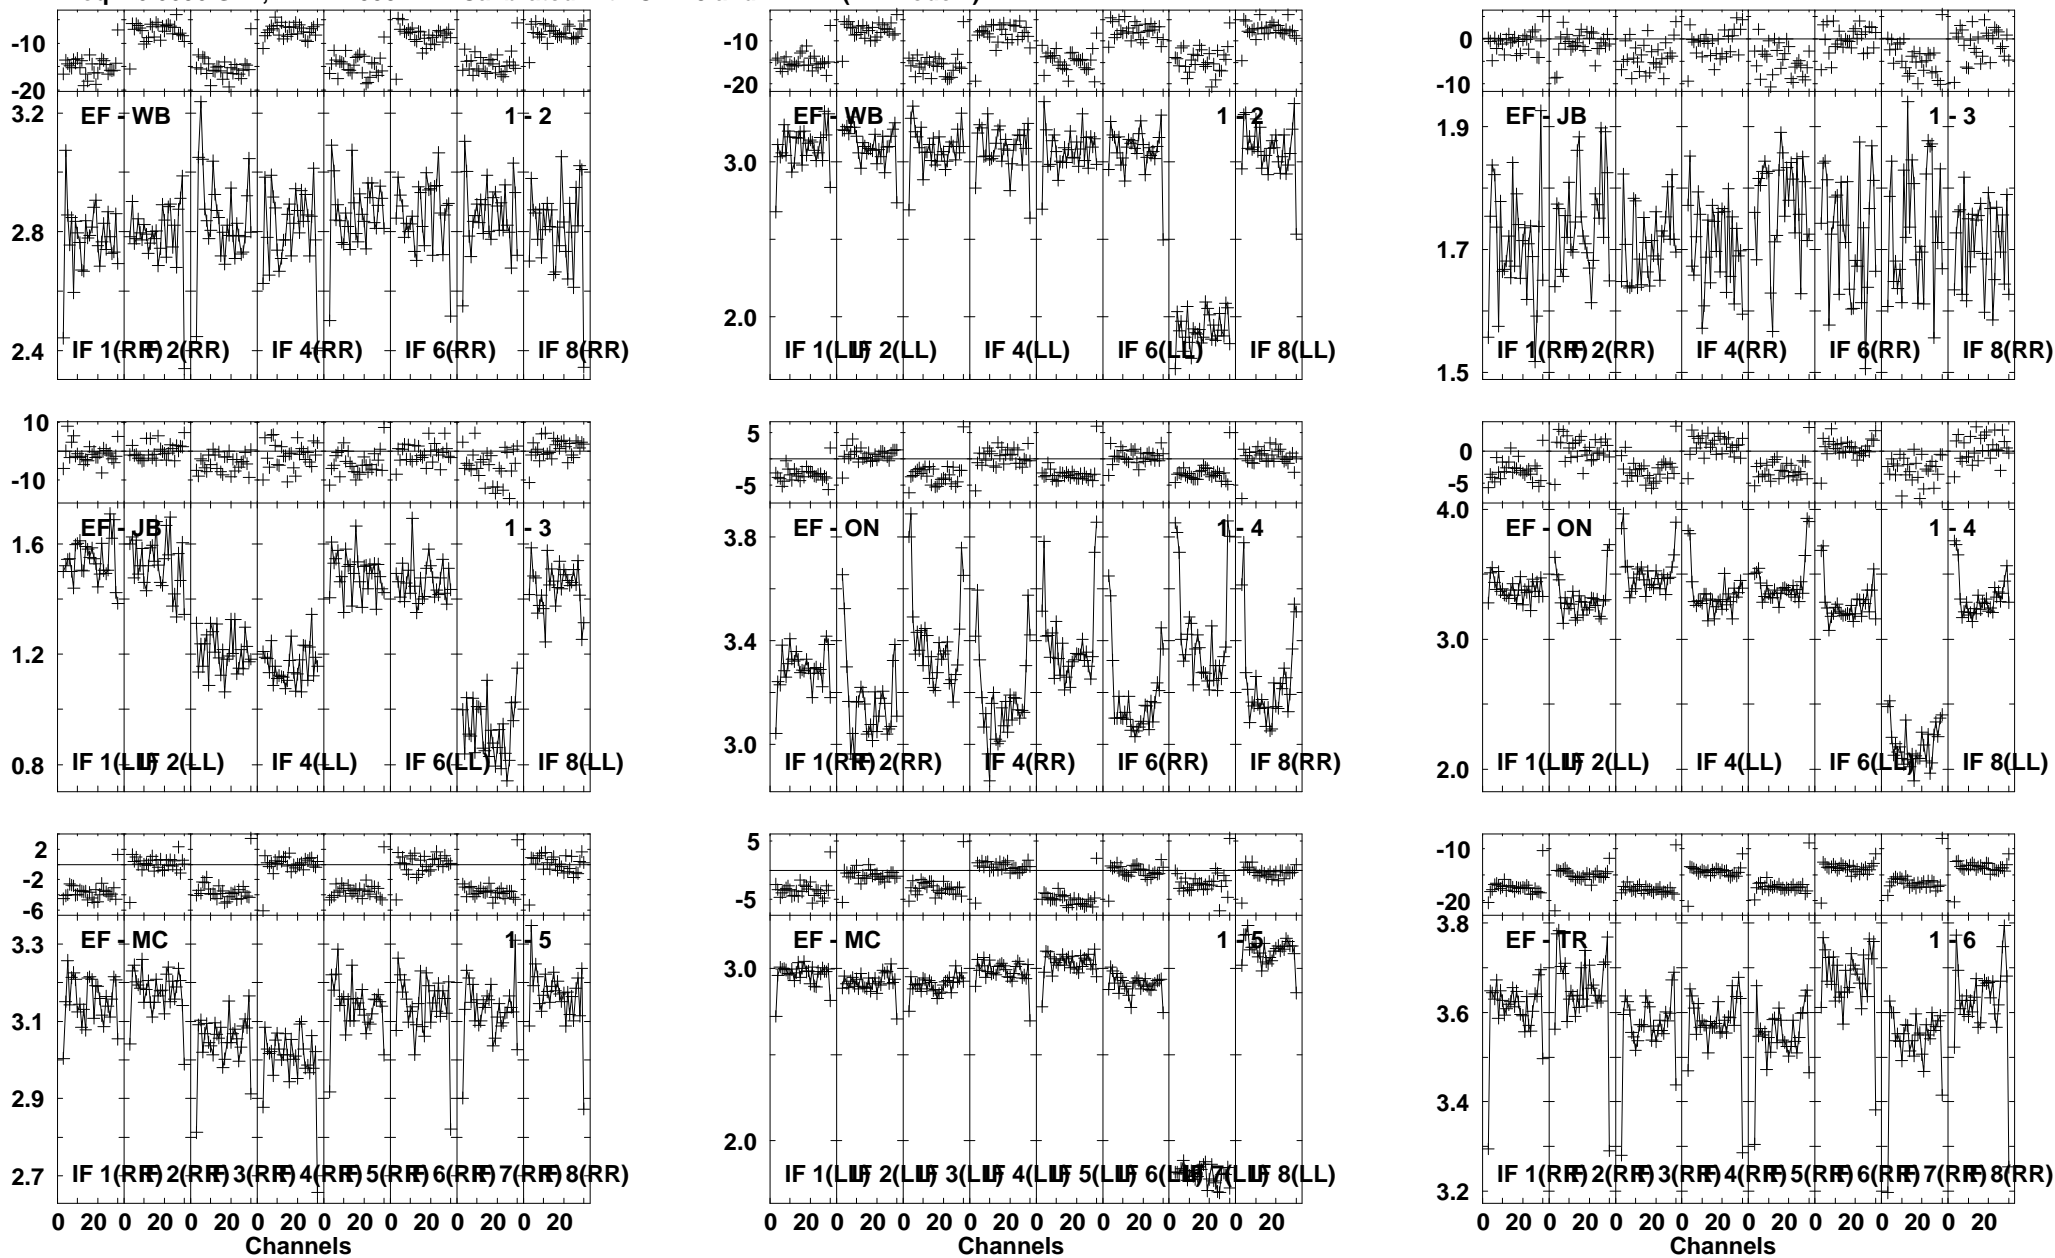 -10
-20
3.2
2.8
2.4
EF - WB 1 - 2
IF 1(RR) IF 2(RR) IF 4(RR) IF 6(RR) IF 8(RR)
-10
-20
3.0
2.0
EF - WB 1 - 2
IF 1(LL) IF 2(LL) IF 4(LL) IF 6(LL) IF 8(LL)
0
-10
1.9
1.7
1.5
EF - JB 1 - 3
IF 1(RR) IF 2(RR) IF 4(RR) IF 6(RR) IF 8(RR)
10
-10
1.6
1.2
0.8
EF - JB 1 - 3
IF 1(LL) IF 2(LL) IF 4(LL) IF 6(LL) IF 8(LL)
5
-5
3.8
3.4
3.0
EF - ON 1 - 4
IF 1(RR) IF 2(RR) IF 4(RR) IF 6(RR) IF 8(RR)
0
-5
4.0
3.0
2.0
EF - ON 1 - 4
IF 1(LL) IF 2(LL) IF 4(LL) IF 6(LL) IF 8(LL)
2
-2
-6
3.3
3.1
2.9
2.7
EF - MC 1 - 5
IF 1(RR) IF 2(RR) IF 3(RR) IF 4(RR) IF 5(RR) IF 6(RR) IF 7(RR) IF 8(RR)
0 20 0 20 0 20 0 20 0 20 0 20 0 20 0 20
Channels
5
-5
3.0
2.0
EF - MC 1 - 5
IF 1(LL) IF 2(LL) IF 3(LL) IF 4(LL) IF 5(LL) IF 6(LL) IF 7(LL) IF 8(LL)
0 20 0 20 0 20 0 20 0 20 0 20 0 20 0 20
Channels
-10
-20
3.8
3.6
3.4
3.2
EF - TR 1 - 6
IF 1(RR) IF 2(RR) IF 3(RR) IF 4(RR) IF 5(RR) IF 6(RR) IF 7(RR) IF 8(RR)
0 20 0 20 0 20 0 20 0 20 0 20 0 20 0 20
Channels